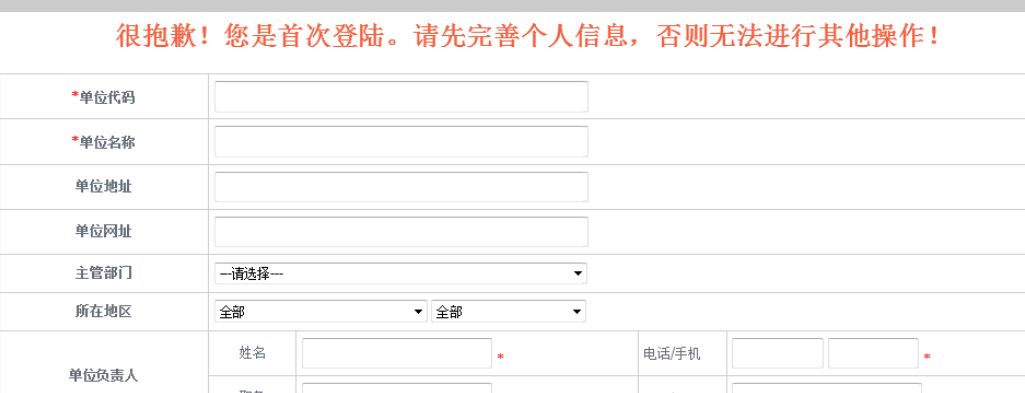 很抱歉！您是首次登陆。请先完善个人信息，否则无法进行其他操作！
*单位代码
*单位名称
单位地址
单位网址
主管部门 ---请选择---
所在地区 全部 全部
单位负责人 姓名 * 电话/手机 *